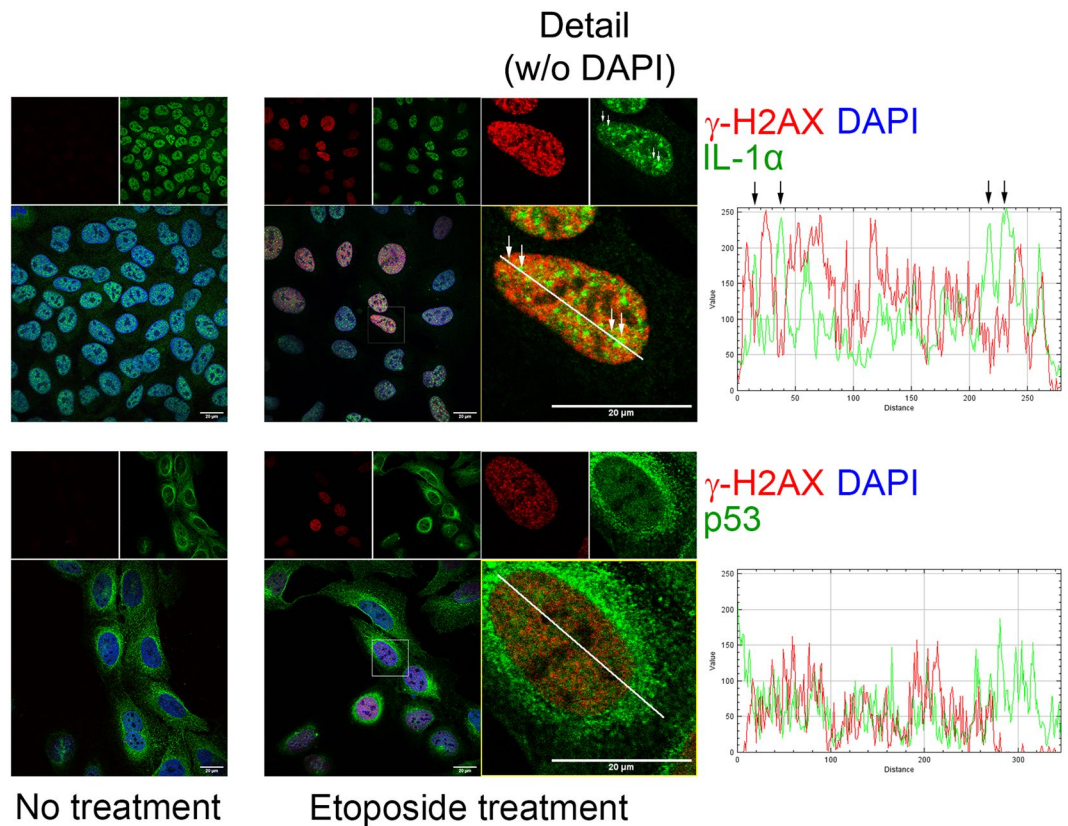 Detail
(w/o DAPI)
γ-H2AX DAPI
IL-1α
250
200
150
100
50
0
Value
0 50 100 150 200 250
Distance
20 µm
20 µm
20 µm
γ-H2AX DAPI
p53
250
200
150
100
50
0
Value
0 100 200 300
Distance
20 µm
20 µm
20 µm
No treatment
Etoposide treatment